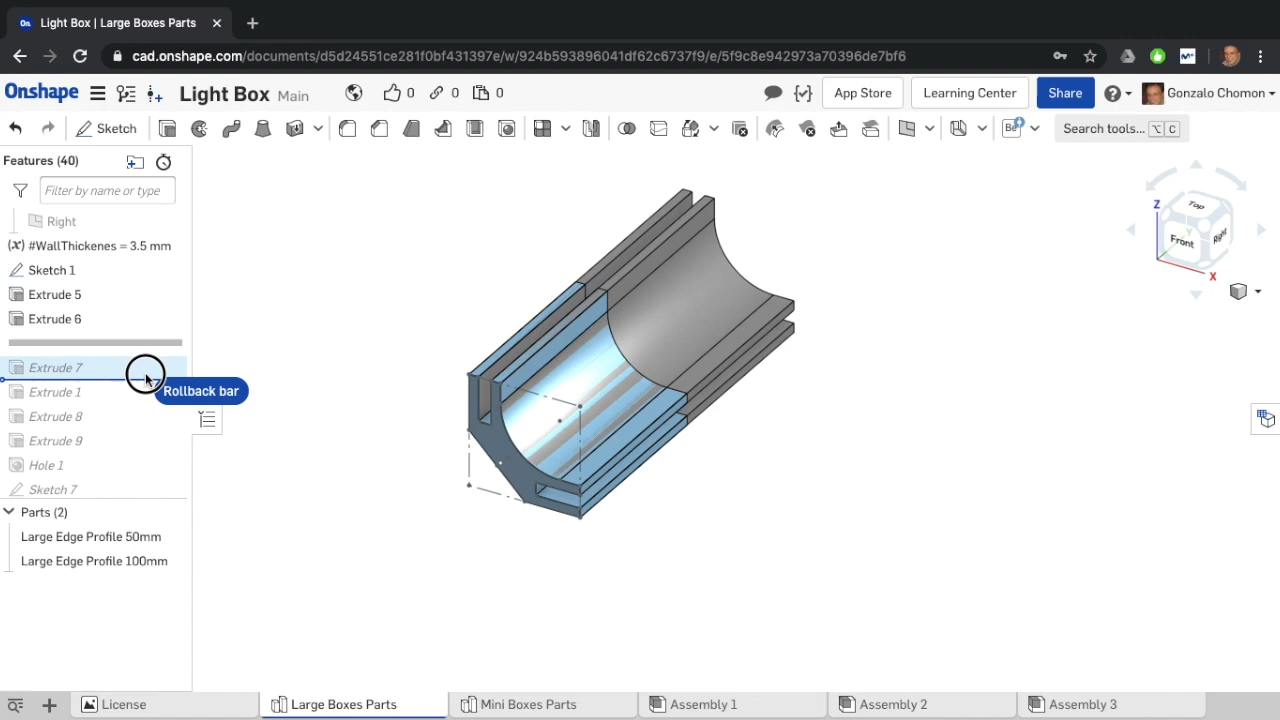 Light Box | Large Boxes Parts
cad.onshape.com/documents/d5d24551ce281f0bf431397e/w/924b593896041df62c6737f9/e/5f9c8e942973a70396de7bf6
Onshape
Light Box Main
0 0 0
App Store
Learning Center
Share
Gonzalo Chomon
Sketch
Search tools... ⌥ C
Features (40)
Filter by name or type
Right
(x) #WallThickenes = 3.5 mm
Sketch 1
Extrude 5
Extrude 6
Extrude 7
Rollback bar
Extrude 1
Extrude 8
Extrude 9
Hole 1
Sketch 7
Parts (2)
Large Edge Profile 50mm
Large Edge Profile 100mm
Z
Top
Front
Right
Y
X
License
Large Boxes Parts
Mini Boxes Parts
Assembly 1
Assembly 2
Assembly 3